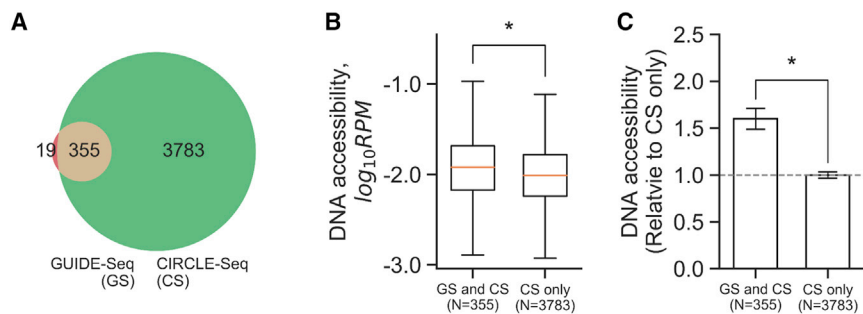 A
19
355
3783
GUIDE-Seq
(GS)
CIRCLE-Seq
(CS)
B
DNA accessibility,
log10RPM
-1.0
-2.0
-3.0
*
GS and CS
(N=355)
CS only
(N=3783)
C
DNA accessibility
(Relatvie to CS only)
2.5
2.0
1.5
1.0
0.5
0.0
*
GS and CS
(N=355)
CS only
(N=3783)